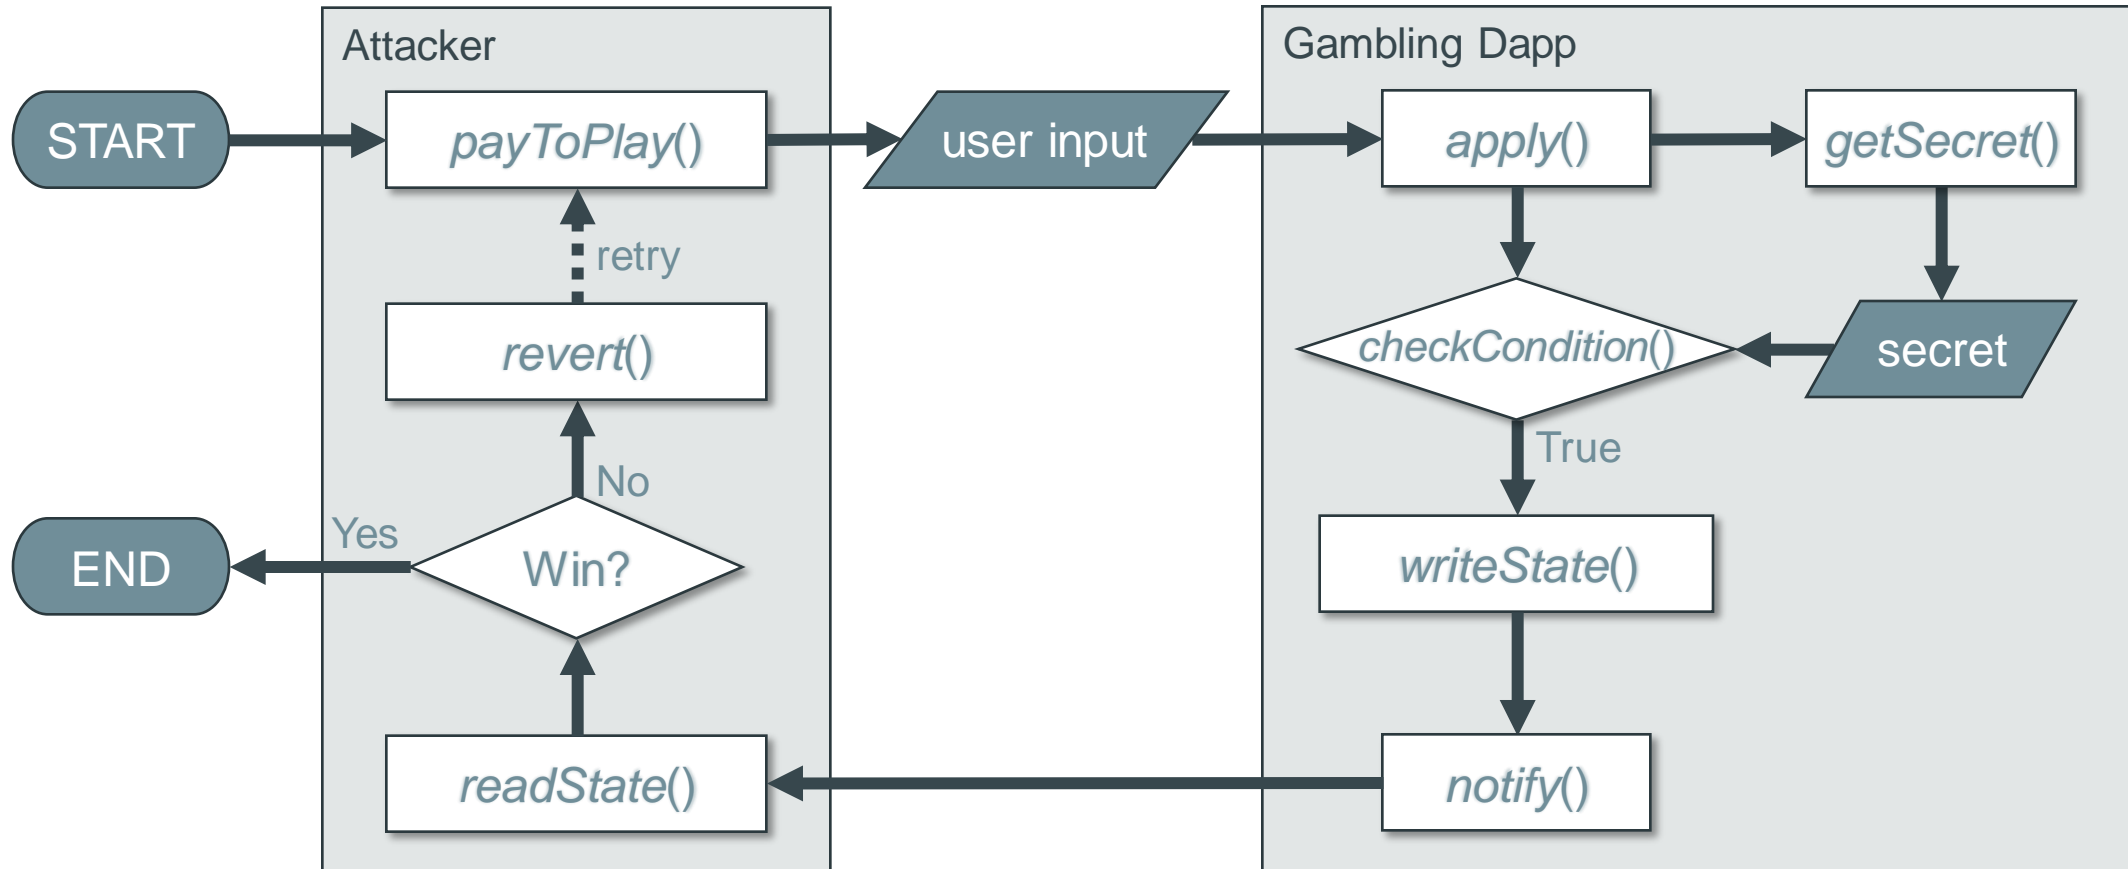 Attacker
Gambling Dapp
START
payToPlay()
user input
apply()
getSecret()
retry
revert()
checkCondition()
secret
True
No
Yes
END
Win?
writeState()
readState()
notify()